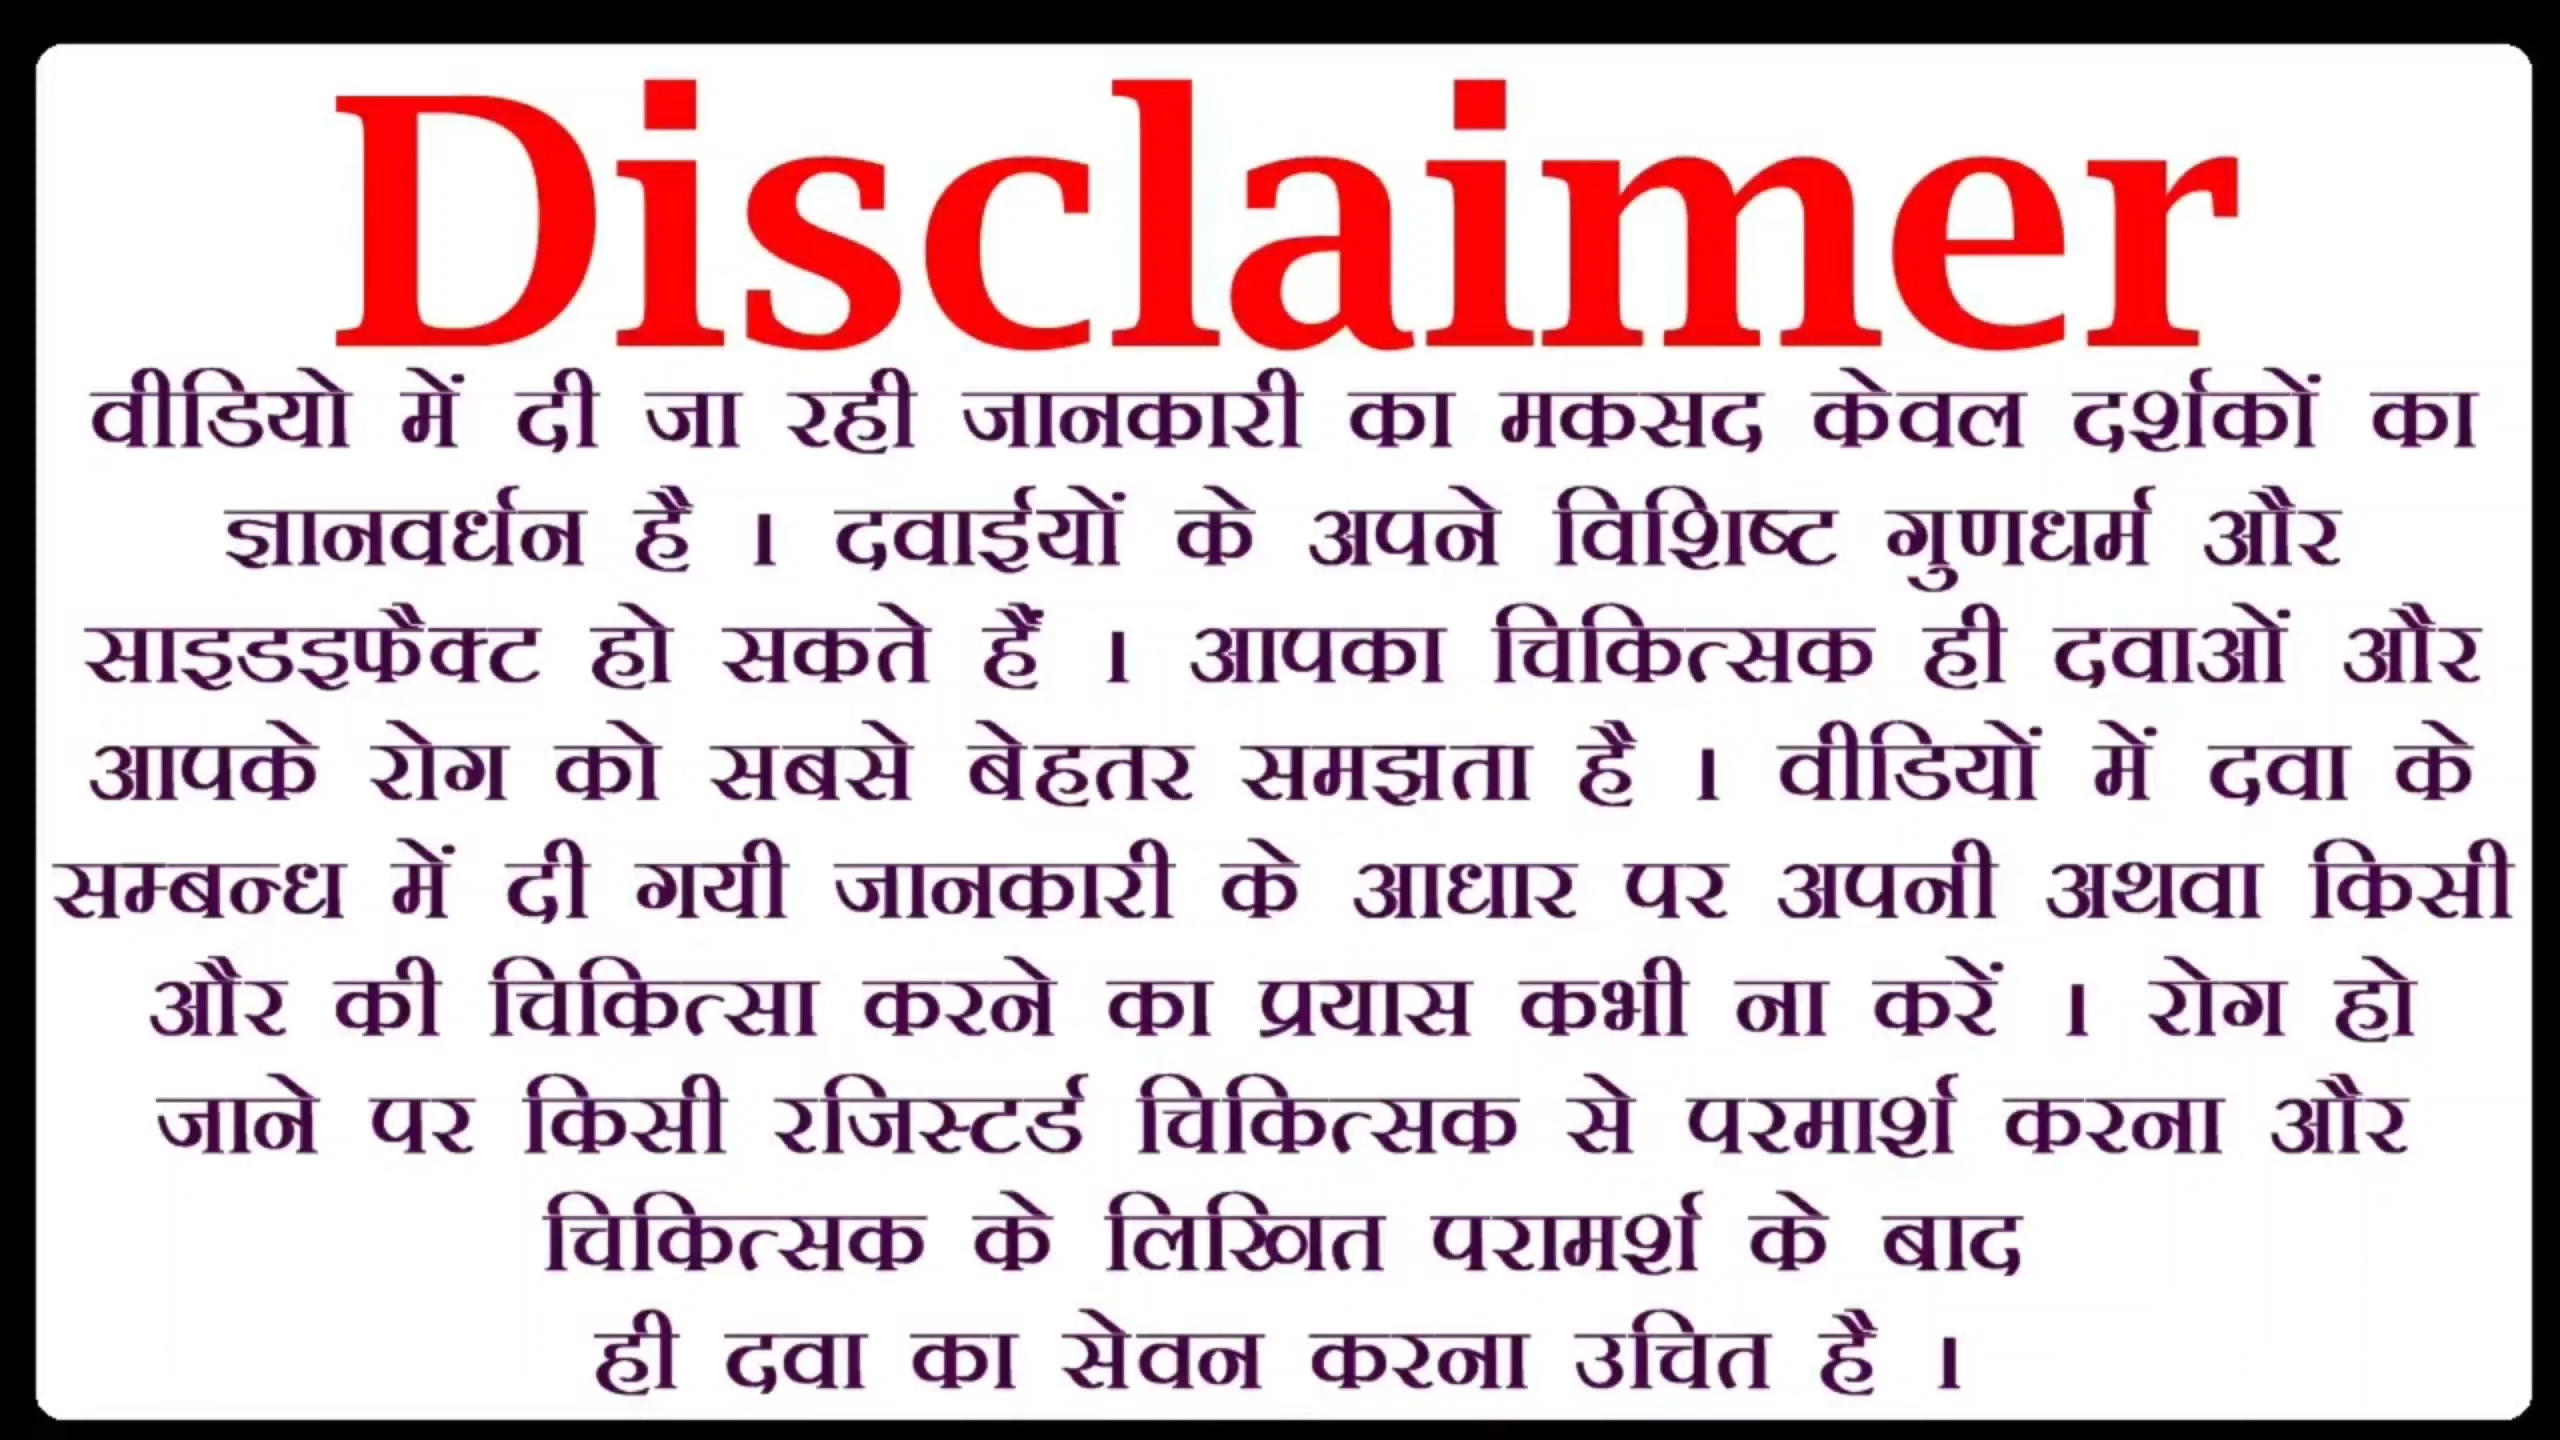 Disclaimer
वीडियो में दी जा रही जानकारी का मकसद केवल दर्शकों का
ज्ञानवर्धन है ।  दवाईयों के अपने विशिष्ट गुणधर्म और
साइडइफैक्ट हो सकते हैं । आपका चिकित्सक ही दवाओं और
आपके रोग को सबसे बेहतर समझता है । वीडियों में दवा के
सम्बन्ध में दी गयी जानकारी के आधार पर अपनी अथवा किसी
और की चिकित्सा करने का प्रयास कभी ना करें । रोग हो
जाने पर किसी रजिस्टर्ड चिकित्सक से परमार्श करना और
चिकित्सक के लिखित परामर्श के बाद
ही दवा का सेवन करना उचित है ।